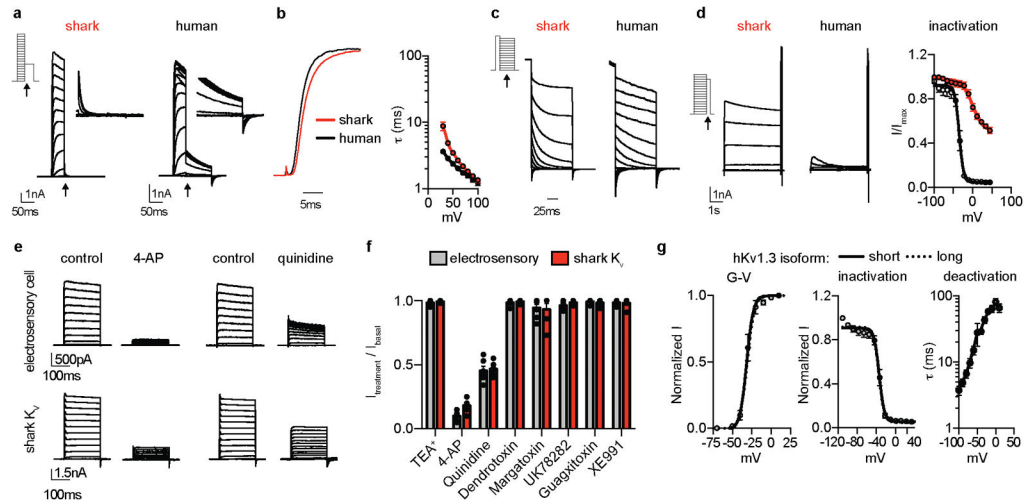 a
shark
human
1nA
50ms
1nA
50ms
b
shark
human
5ms
100
10
1
τ (ms)
0 50 100
mV
c
shark
human
25ms
d
shark
human
inactivation
1nA
1s
1.2
0.8
0.4
0.0
I/Imax
-100 -50 0 50
mV
e
control 4-AP control quinidine
electrosensory cell
500pA
100ms
shark KV
1.5nA
100ms
f
electrosensory shark KV
1.0
0.5
0.0
Itreatment / Ibasal
TEA+
4-AP
Quinidine
Dendrotoxin
Margatoxin
UK78282
Guagxitoxin
XE991
g
hKv1.3 isoform: short long
G-V inactivation deactivation
1.0
0.5
0.0
Normalized I
-75 -50 -25 0 25
mV
1.2
0.8
0.4
0.0
Normalized I
-120 -80 -40 0 40
mV
100
10
1
τ (ms)
-100 -50 0
mV